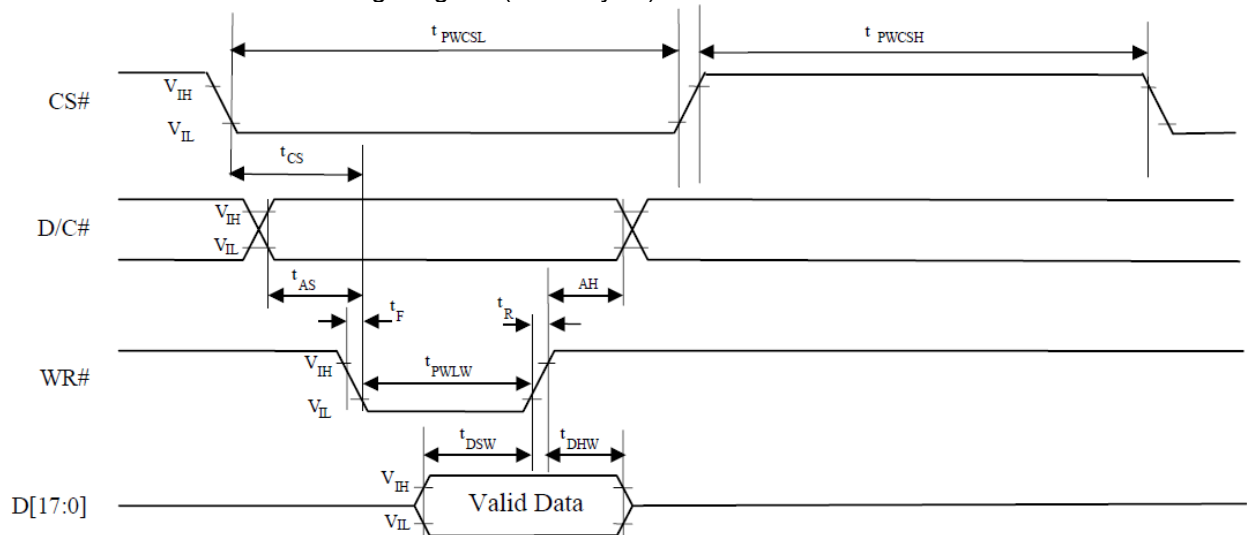 t PWCSL
t PWCSH
CS#
VIH
VIL
tCS
D/C#
VIH
VIL
tAS
AH
tF
tR
WR#
VIH
VIL
tPWLW
tDSW
tDHW
D[17:0]
VIH
VIL
Valid Data